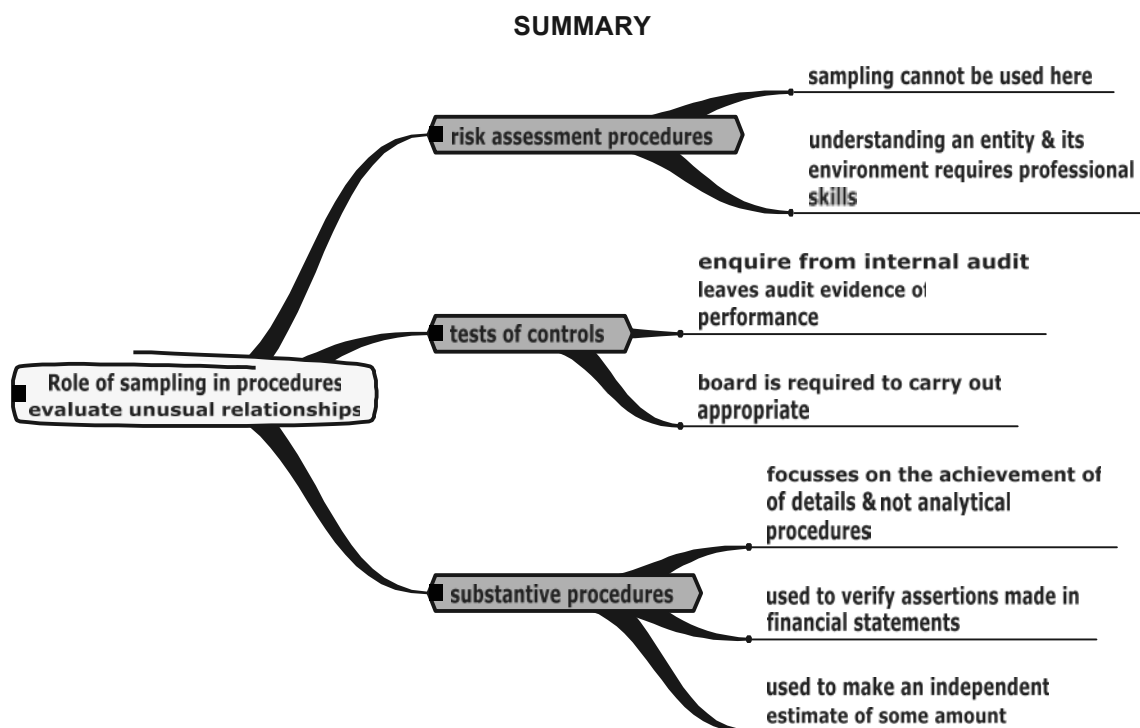 SUMMARY
sampling cannot be used here
risk assessment procedures
understanding an entity & its
environment requires professional
skills
enquire from internal audit
leaves audit evidence of
performance
tests of controls
board is required to carry out
appropriate
Role of sampling in procedures
evaluate unusual relationships
focusses on the achievement of
of details & not analytical
procedures
substantive procedures
used to verify assertions made in
financial statements
used to make an independent
estimate of some amount